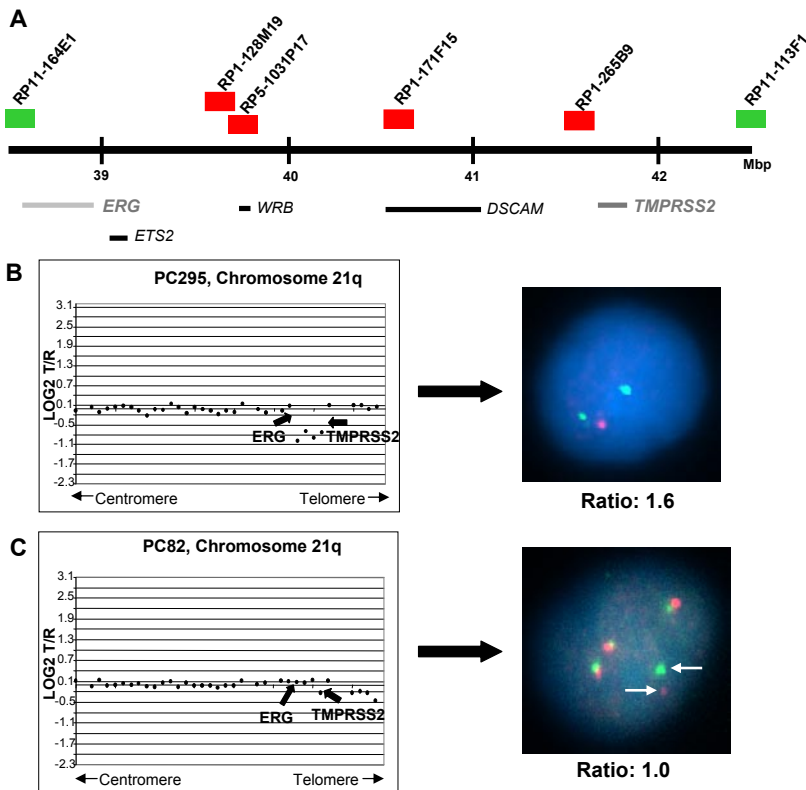 A
RP11-164E1
RP1-128M19
RP5-1031P17
RP1-171F15
RP1-265B9
RP11-113F1
39 40 41 42 Mbp
ERG WRB DSCAM TMPRSS2
ETS2
B
PC295, Chromosome 21q
LOG2 T/R
3.1
2.5
1.9
1.3
0.7
0.1
-0.5
-1.1
-1.7
-2.3
ERG TMPRSS2
Centromere Telomere
Ratio: 1.6
C
PC82, Chromosome 21q
LOG2 T/R
3.1
2.5
1.9
1.3
0.7
0.1
-0.5
-1.1
-1.7
-2.3
ERG TMPRSS2
Centromere Telomere
Ratio: 1.0